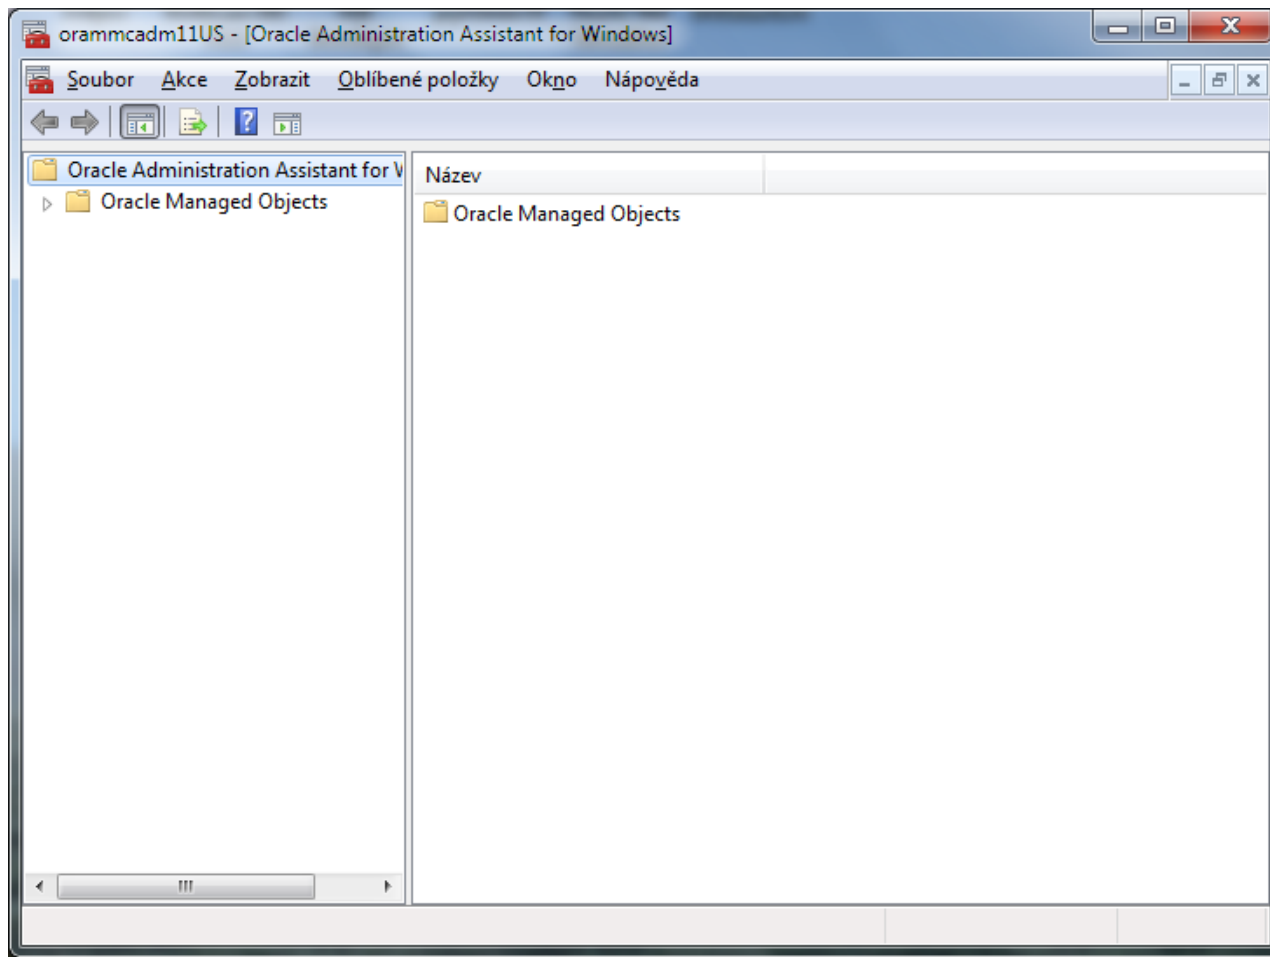 orammcadm11US - [Oracle Administration Assistant for Windows]
Soubor Akce Zobrazit Oblíbené položky Okno Nápověda
Oracle Administration Assistant for V
Název
Oracle Managed Objects
Oracle Managed Objects